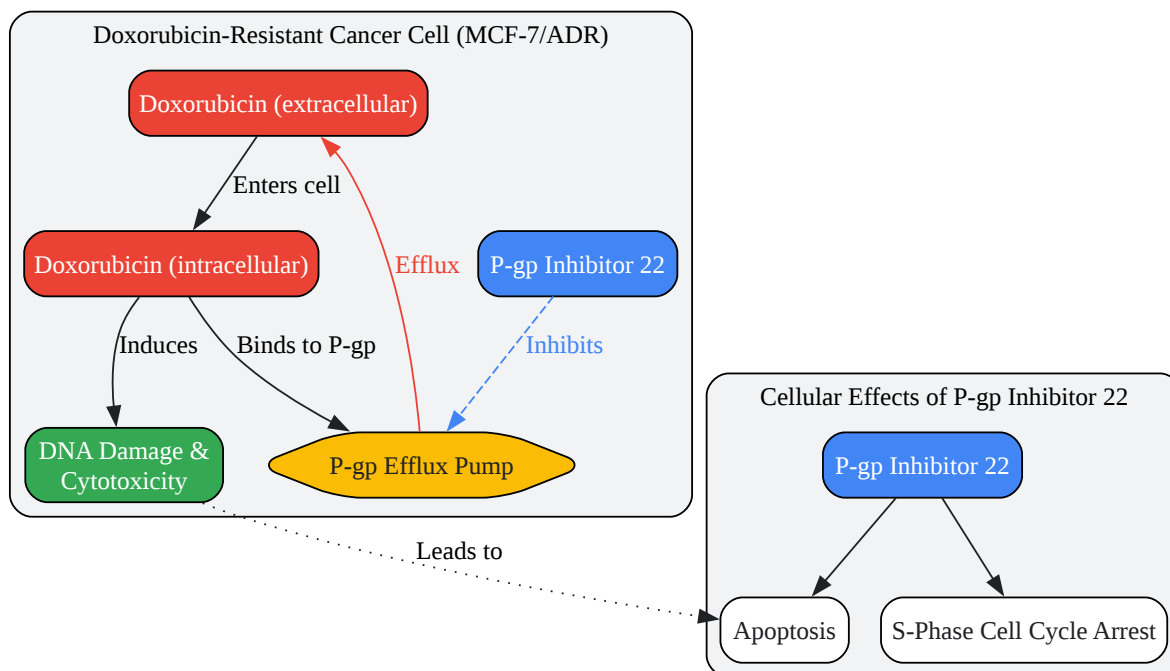 Doxorubicin-Resistant Cancer Cell (MCF-7/ADR)
Doxorubicin (extracellular)
Enters cell
Doxorubicin (intracellular)
Efflux
P-gp Inhibitor 22
Induces
Binds to P-gp
Inhibits
DNA Damage &
Cytotoxicity
P-gp Efflux Pump
Leads to
Cellular Effects of P-gp Inhibitor 22
P-gp Inhibitor 22
Apoptosis
S-Phase Cell Cycle Arrest